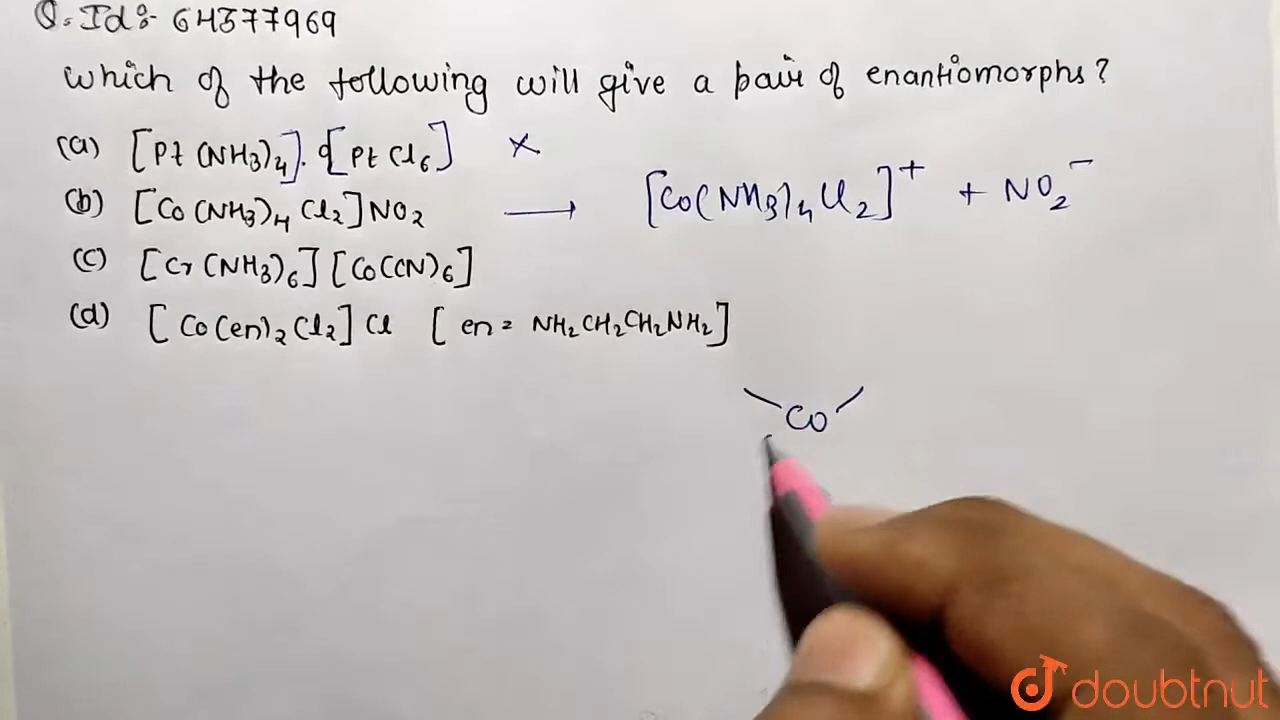 Q. Id:- 64377969
Which of the following will give a pair of enantiomorphs?
(a) [Pt(NH3)4].d[PtCl6] ×
(b) [Co(NH3)4Cl2]NO2 ⟶ [Co(NH3)4Cl2]+ + NO2-
(c) [Cr(NH3)6][Co(CN)6]
(d) [Co(en)2Cl2]Cl [en = NH2CH2CH2NH2]
Co
doubtnut